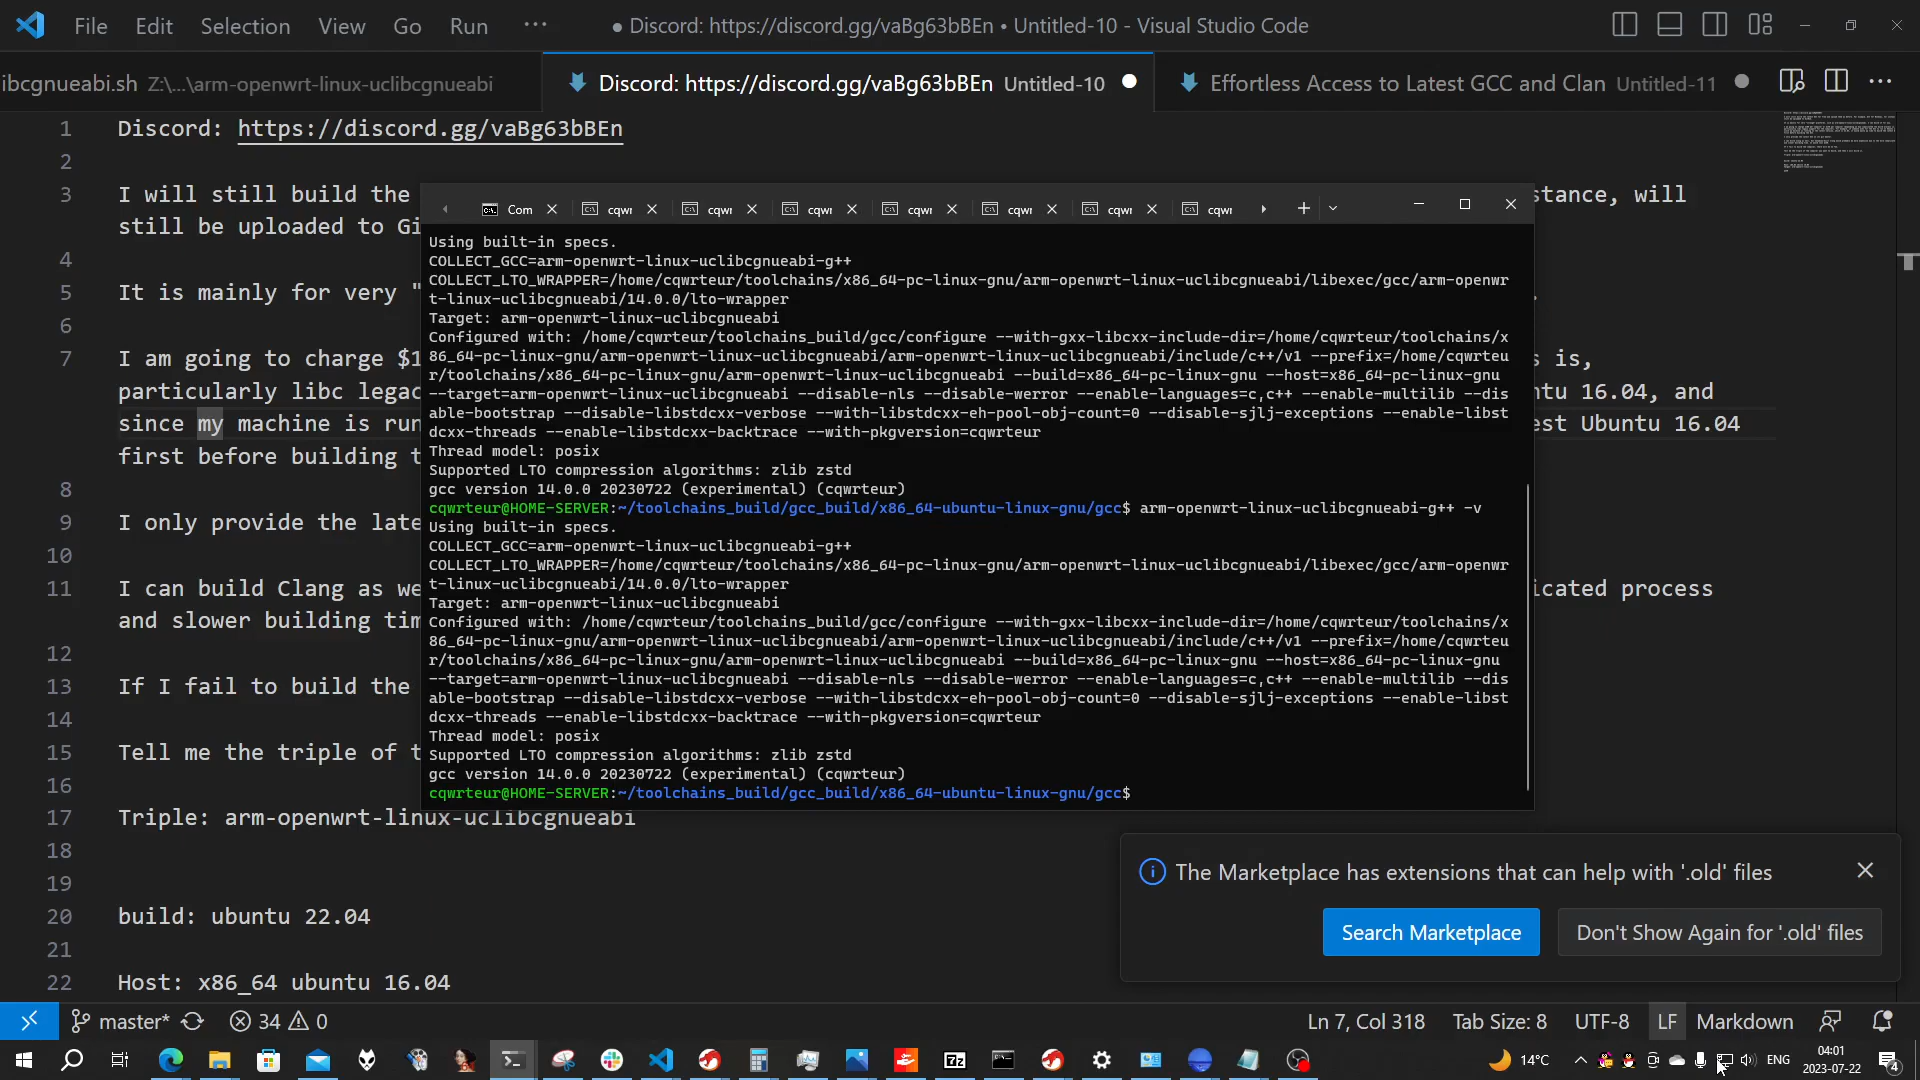 File Edit Selection View Go Run ··· ● Discord: https://discord.gg/vaBg63bBEn • Untitled-10 - Visual Studio Code
ibcgnueabi.sh Z:\...\arm-openwrt-linux-uclibcgnueabi Discord: https://discord.gg/vaBg63bBEn Untitled-10 Effortless Access to Latest GCC and Clan Untitled-11
1 Discord: https://discord.gg/vaBg63bBEn
2
3 I will still build the stance, will
still be uploaded to Gi
4
5 It is mainly for very "
6
7 I am going to charge $1 s is,
particularly libc legac ntu 16.04, and
since my machine is run est Ubuntu 16.04
first before building t
8
9 I only provide the late
10
11 I can build Clang as we icated process
and slower building tim
12
13 If I fail to build the
14
15 Tell me the triple of t
16
17 Triple: arm-openwrt-linux-uclibcgnueabi
18
19
20 build: ubuntu 22.04
21
22 Host: x86_64 ubuntu 16.04
Com cqwr cqwr cqwr cqwr cqwr cqwr cqwr
Using built-in specs.
COLLECT_GCC=arm-openwrt-linux-uclibcgnueabi-g++
COLLECT_LTO_WRAPPER=/home/cqwrteur/toolchains/x86_64-pc-linux-gnu/arm-openwrt-linux-uclibcgnueabi/libexec/gcc/arm-openwr
t-linux-uclibcgnueabi/14.0.0/lto-wrapper
Target: arm-openwrt-linux-uclibcgnueabi
Configured with: /home/cqwrteur/toolchains_build/gcc/configure --with-gxx-libcxx-include-dir=/home/cqwrteur/toolchains/x
86_64-pc-linux-gnu/arm-openwrt-linux-uclibcgnueabi/arm-openwrt-linux-uclibcgnueabi/include/c++/v1 --prefix=/home/cqwrteu
r/toolchains/x86_64-pc-linux-gnu/arm-openwrt-linux-uclibcgnueabi --build=x86_64-pc-linux-gnu --host=x86_64-pc-linux-gnu
--target=arm-openwrt-linux-uclibcgnueabi --disable-nls --disable-werror --enable-languages=c,c++ --enable-multilib --dis
able-bootstrap --disable-libstdcxx-verbose --with-libstdcxx-eh-pool-obj-count=0 --disable-sjlj-exceptions --enable-libst
dcxx-threads --enable-libstdcxx-backtrace --with-pkgversion=cqwrteur
Thread model: posix
Supported LTO compression algorithms: zlib zstd
gcc version 14.0.0 20230722 (experimental) (cqwrteur)
cqwrteur@HOME-SERVER:~/toolchains_build/gcc_build/x86_64-ubuntu-linux-gnu/gcc$ arm-openwrt-linux-uclibcgnueabi-g++ -v
Using built-in specs.
COLLECT_GCC=arm-openwrt-linux-uclibcgnueabi-g++
COLLECT_LTO_WRAPPER=/home/cqwrteur/toolchains/x86_64-pc-linux-gnu/arm-openwrt-linux-uclibcgnueabi/libexec/gcc/arm-openwr
t-linux-uclibcgnueabi/14.0.0/lto-wrapper
Target: arm-openwrt-linux-uclibcgnueabi
Configured with: /home/cqwrteur/toolchains_build/gcc/configure --with-gxx-libcxx-include-dir=/home/cqwrteur/toolchains/x
86_64-pc-linux-gnu/arm-openwrt-linux-uclibcgnueabi/arm-openwrt-linux-uclibcgnueabi/include/c++/v1 --prefix=/home/cqwrteu
r/toolchains/x86_64-pc-linux-gnu/arm-openwrt-linux-uclibcgnueabi --build=x86_64-pc-linux-gnu --host=x86_64-pc-linux-gnu
--target=arm-openwrt-linux-uclibcgnueabi --disable-nls --disable-werror --enable-languages=c,c++ --enable-multilib --dis
able-bootstrap --disable-libstdcxx-verbose --with-libstdcxx-eh-pool-obj-count=0 --disable-sjlj-exceptions --enable-libst
dcxx-threads --enable-libstdcxx-backtrace --with-pkgversion=cqwrteur
Thread model: posix
Supported LTO compression algorithms: zlib zstd
gcc version 14.0.0 20230722 (experimental) (cqwrteur)
cqwrteur@HOME-SERVER:~/toolchains_build/gcc_build/x86_64-ubuntu-linux-gnu/gcc$
The Marketplace has extensions that can help with '.old' files
Search Marketplace Don't Show Again for '.old' files
master* 34 0 Ln 7, Col 318 Tab Size: 8 UTF-8 LF Markdown
7z 14°C ENG 04:01
2023-07-22 4